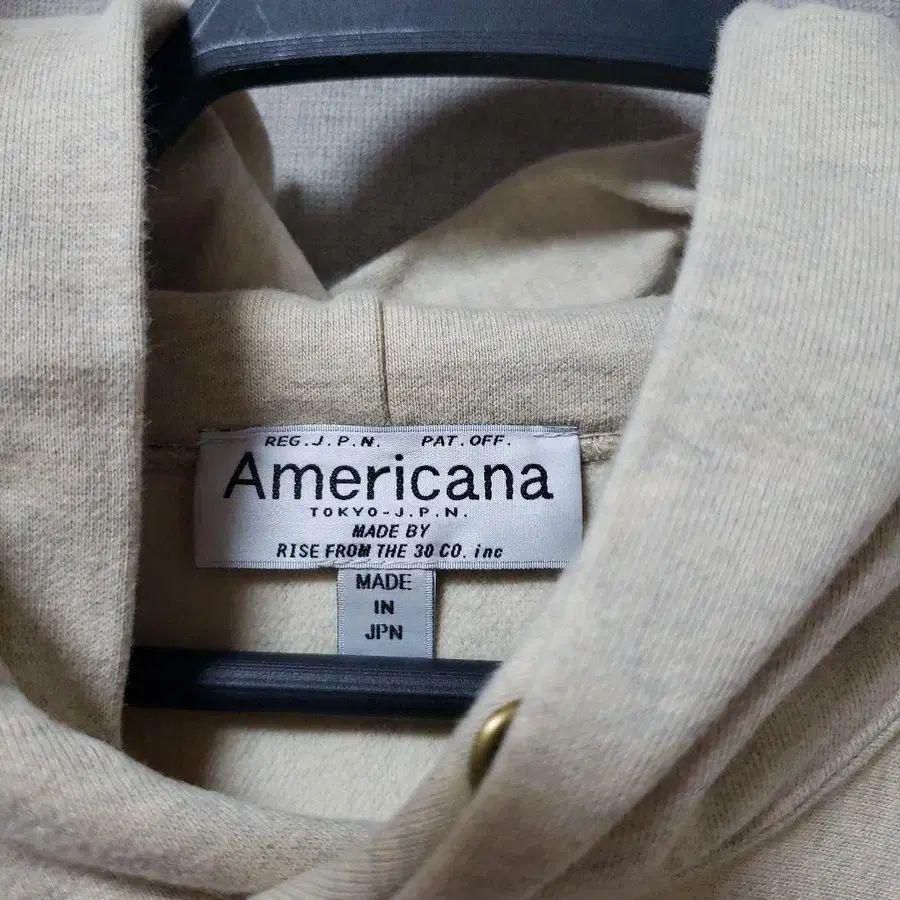 REG.J.P.N. PAT.OFF.
Americana
TOKYO-J.P.N.
MADE BY
RISE FROM THE 30 CO. inc
MADE
IN
JPN